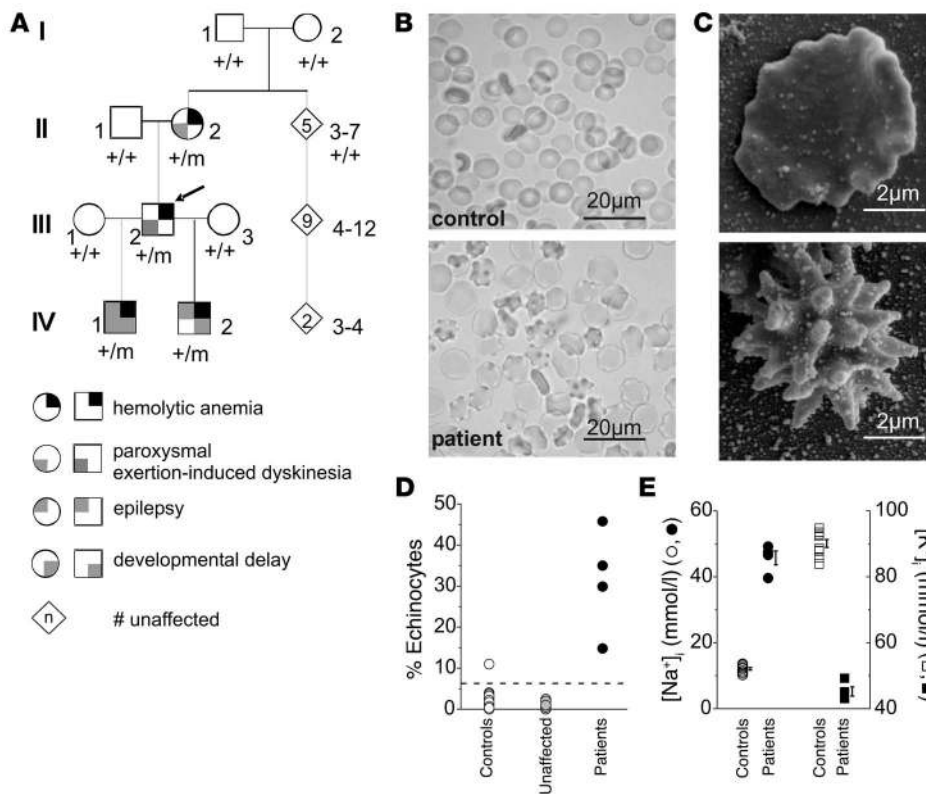 A
I
1
2
+/+
+/+
II
1
2
5
3-7
+/+
+/m
+/+
III
1
2
3
9
4-12
+/+
+/m
+/+
IV
1
2
2
3-4
+/m
+/m
hemolytic anemia
paroxysmal
exertion-induced dyskinesia
epilepsy
developmental delay
n
# unaffected
B
20µm
control
20µm
patient
C
2µm
2µm
D
% Echinocytes
50
40
30
20
10
0
Controls
Unaffected
Patients
E
[Na⁺]ᵢ (mmol/l) (○,●)
60
40
20
0
100
80
60
40
Controls
Patients
Controls
Patients